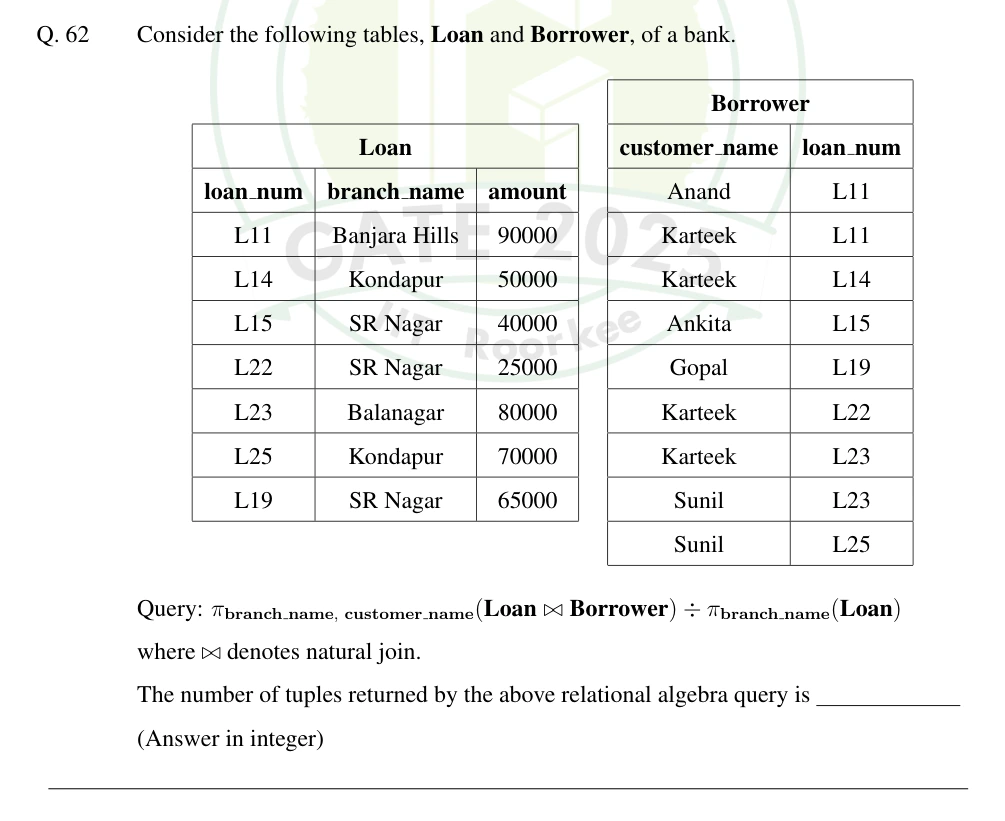 Q. 62 Consider the following tables, Loan and Borrower, of a bank.
Loan
loan_num branch_name amount
L11 Banjara Hills 90000
L14 Kondapur 50000
L15 SR Nagar 40000
L22 SR Nagar 25000
L23 Balanagar 80000
L25 Kondapur 70000
L19 SR Nagar 65000
Borrower
customer_name loan_num
Anand L11
Karteek L11
Karteek L14
Ankita L15
Gopal L19
Karteek L22
Karteek L23
Sunil L23
Sunil L25
GATE 2025
IIT Roorkee
Query: πbranch_name, customer_name(Loan ⋈ Borrower) ÷ πbranch_name(Loan)
where ⋈ denotes natural join.
The number of tuples returned by the above relational algebra query is ____________
(Answer in integer)